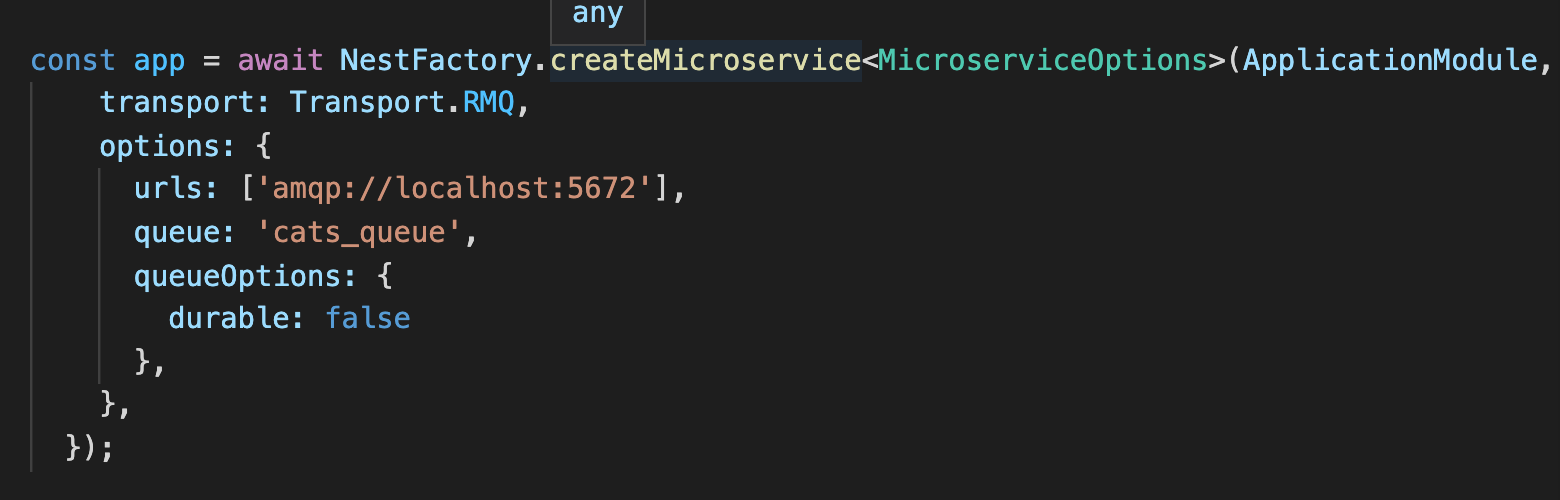 any
const app = await NestFactory.createMicroservice<MicroserviceOptions>(ApplicationModule,
transport: Transport.RMQ,
options: {
urls: ['amqp://localhost:5672'],
queue: 'cats_queue',
queueOptions: {
durable: false
},
},
});